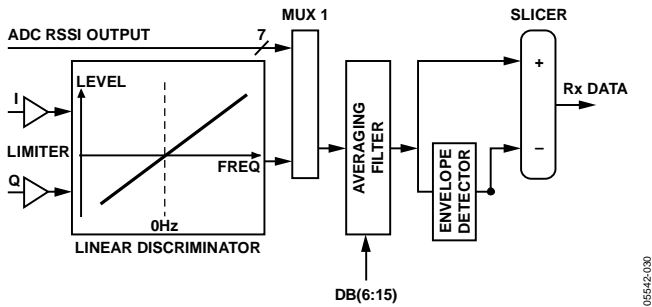 MUX 1
SLICER
ADC RSSI OUTPUT
7
LEVEL
I
LIMITER
Q
FREQ
0Hz
LINEAR DISCRIMINATOR
AVERAGING
FILTER
DB(6:15)
ENVELOPE
DETECTOR
+
–
Rx DATA
05542-030